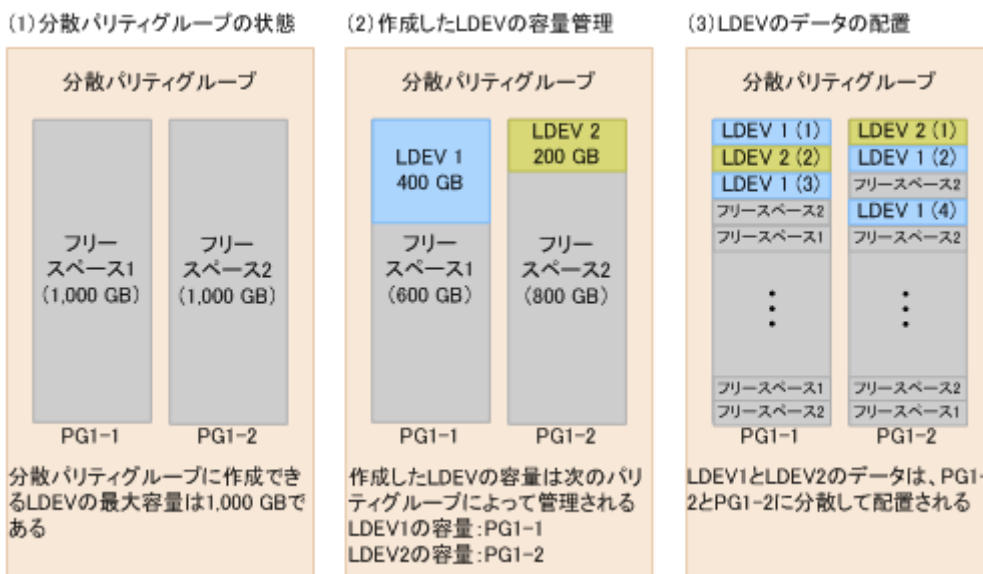 (1)分散パリティグループの状態
分散パリティグループ
フリー
スペース1
(1,000 GB)
フリー
スペース2
(1,000 GB)
PG1-1
PG1-2
分散パリティグループに作成でき
るLDEVの最大容量は1,000 GBで
ある
(2)作成したLDEVの容量管理
分散パリティグループ
LDEV 1
400 GB
フリー
スペース1
(600 GB)
LDEV 2
200 GB
フリー
スペース2
(800 GB)
PG1-1
PG1-2
作成したLDEVの容量は次のパリ
ティグループによって管理される
LDEV1の容量:PG1-1
LDEV2の容量:PG1-2
(3)LDEVのデータの配置
分散パリティグループ
LDEV 1 (1)
LDEV 2 (2)
LDEV 1 (3)
フリースペース2
フリースペース1
フリースペース1
フリースペース2
LDEV 2 (1)
LDEV 1 (2)
フリースペース2
LDEV 1 (4)
フリースペース2
フリースペース2
フリースペース1
PG1-1
PG1-2
LDEV1とLDEV2のデータは、PG1-
2とPG1-2に分散して配置される